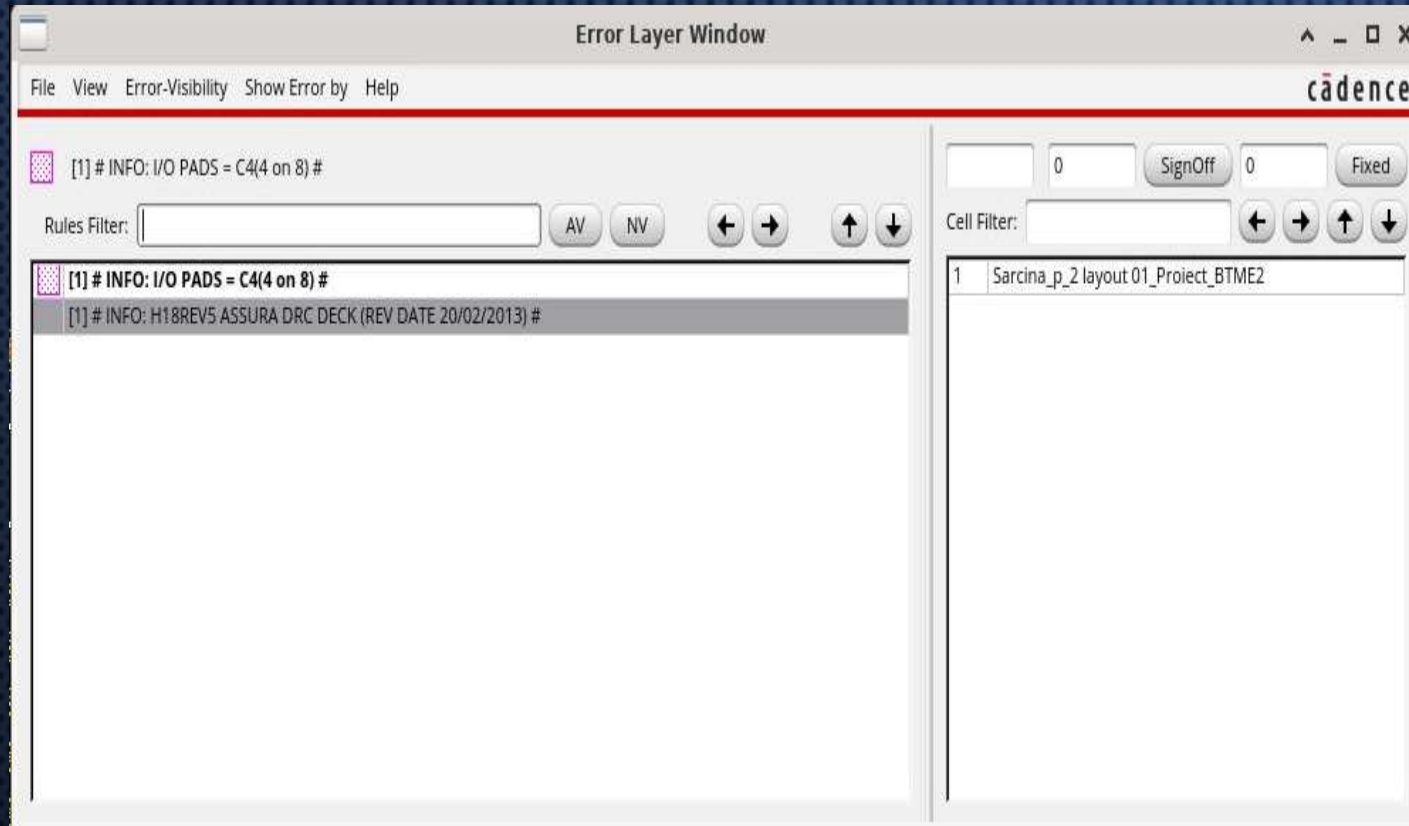 Error Layer Window
File View Error-Visibility Show Error by Help
cādence
[1] # INFO: I/O PADS = C4(4 on 8) #
0 SignOff 0 Fixed
Rules Filter: AV NV
Cell Filter:
[1] # INFO: I/O PADS = C4(4 on 8) #
[1] # INFO: H18REV5 ASSURA DRC DECK (REV DATE 20/02/2013) #
1 Sarcina_p_2 layout 01_Proiect_BTME2